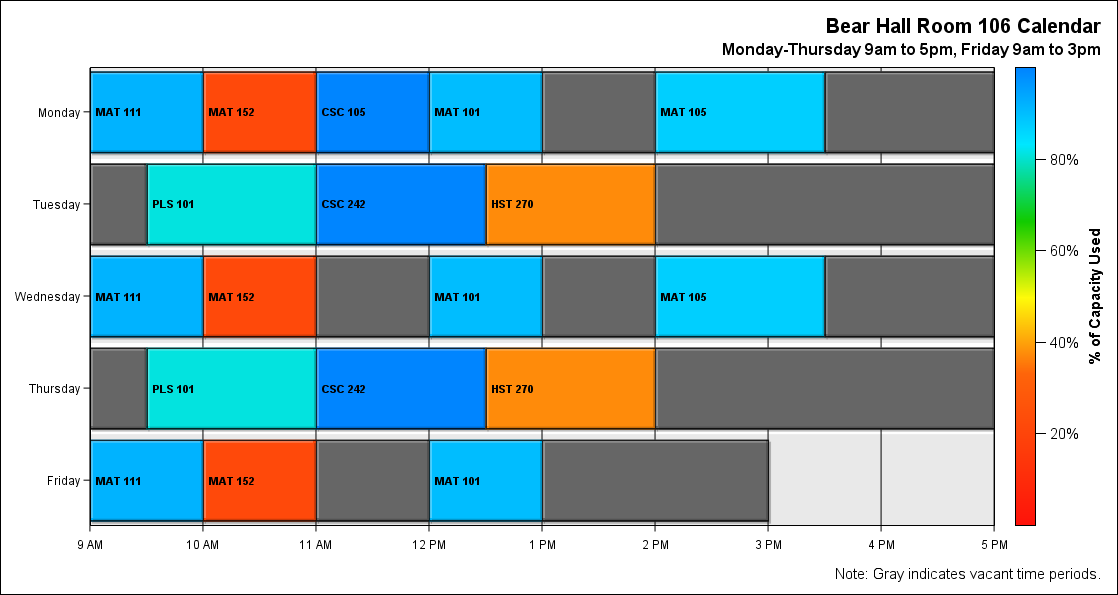 Bear Hall Room 106 Calendar
Monday-Thursday 9am to 5pm, Friday 9am to 3pm
Monday
MAT 111
MAT 152
CSC 105
MAT 101
MAT 105
Tuesday
PLS 101
CSC 242
HST 270
Wednesday
MAT 111
MAT 152
MAT 101
MAT 105
Thursday
PLS 101
CSC 242
HST 270
Friday
MAT 111
MAT 152
MAT 101
9 AM
10 AM
11 AM
12 PM
1 PM
2 PM
3 PM
4 PM
5 PM
80%
60%
40%
20%
% of Capacity Used
Note: Gray indicates vacant time periods.